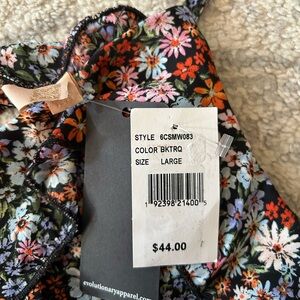 STYLE 6CSMW083
COLOR BKTRQ
SIZE LARGE
1 92398 21400 5
$44.00
evolutionaryapparel.com